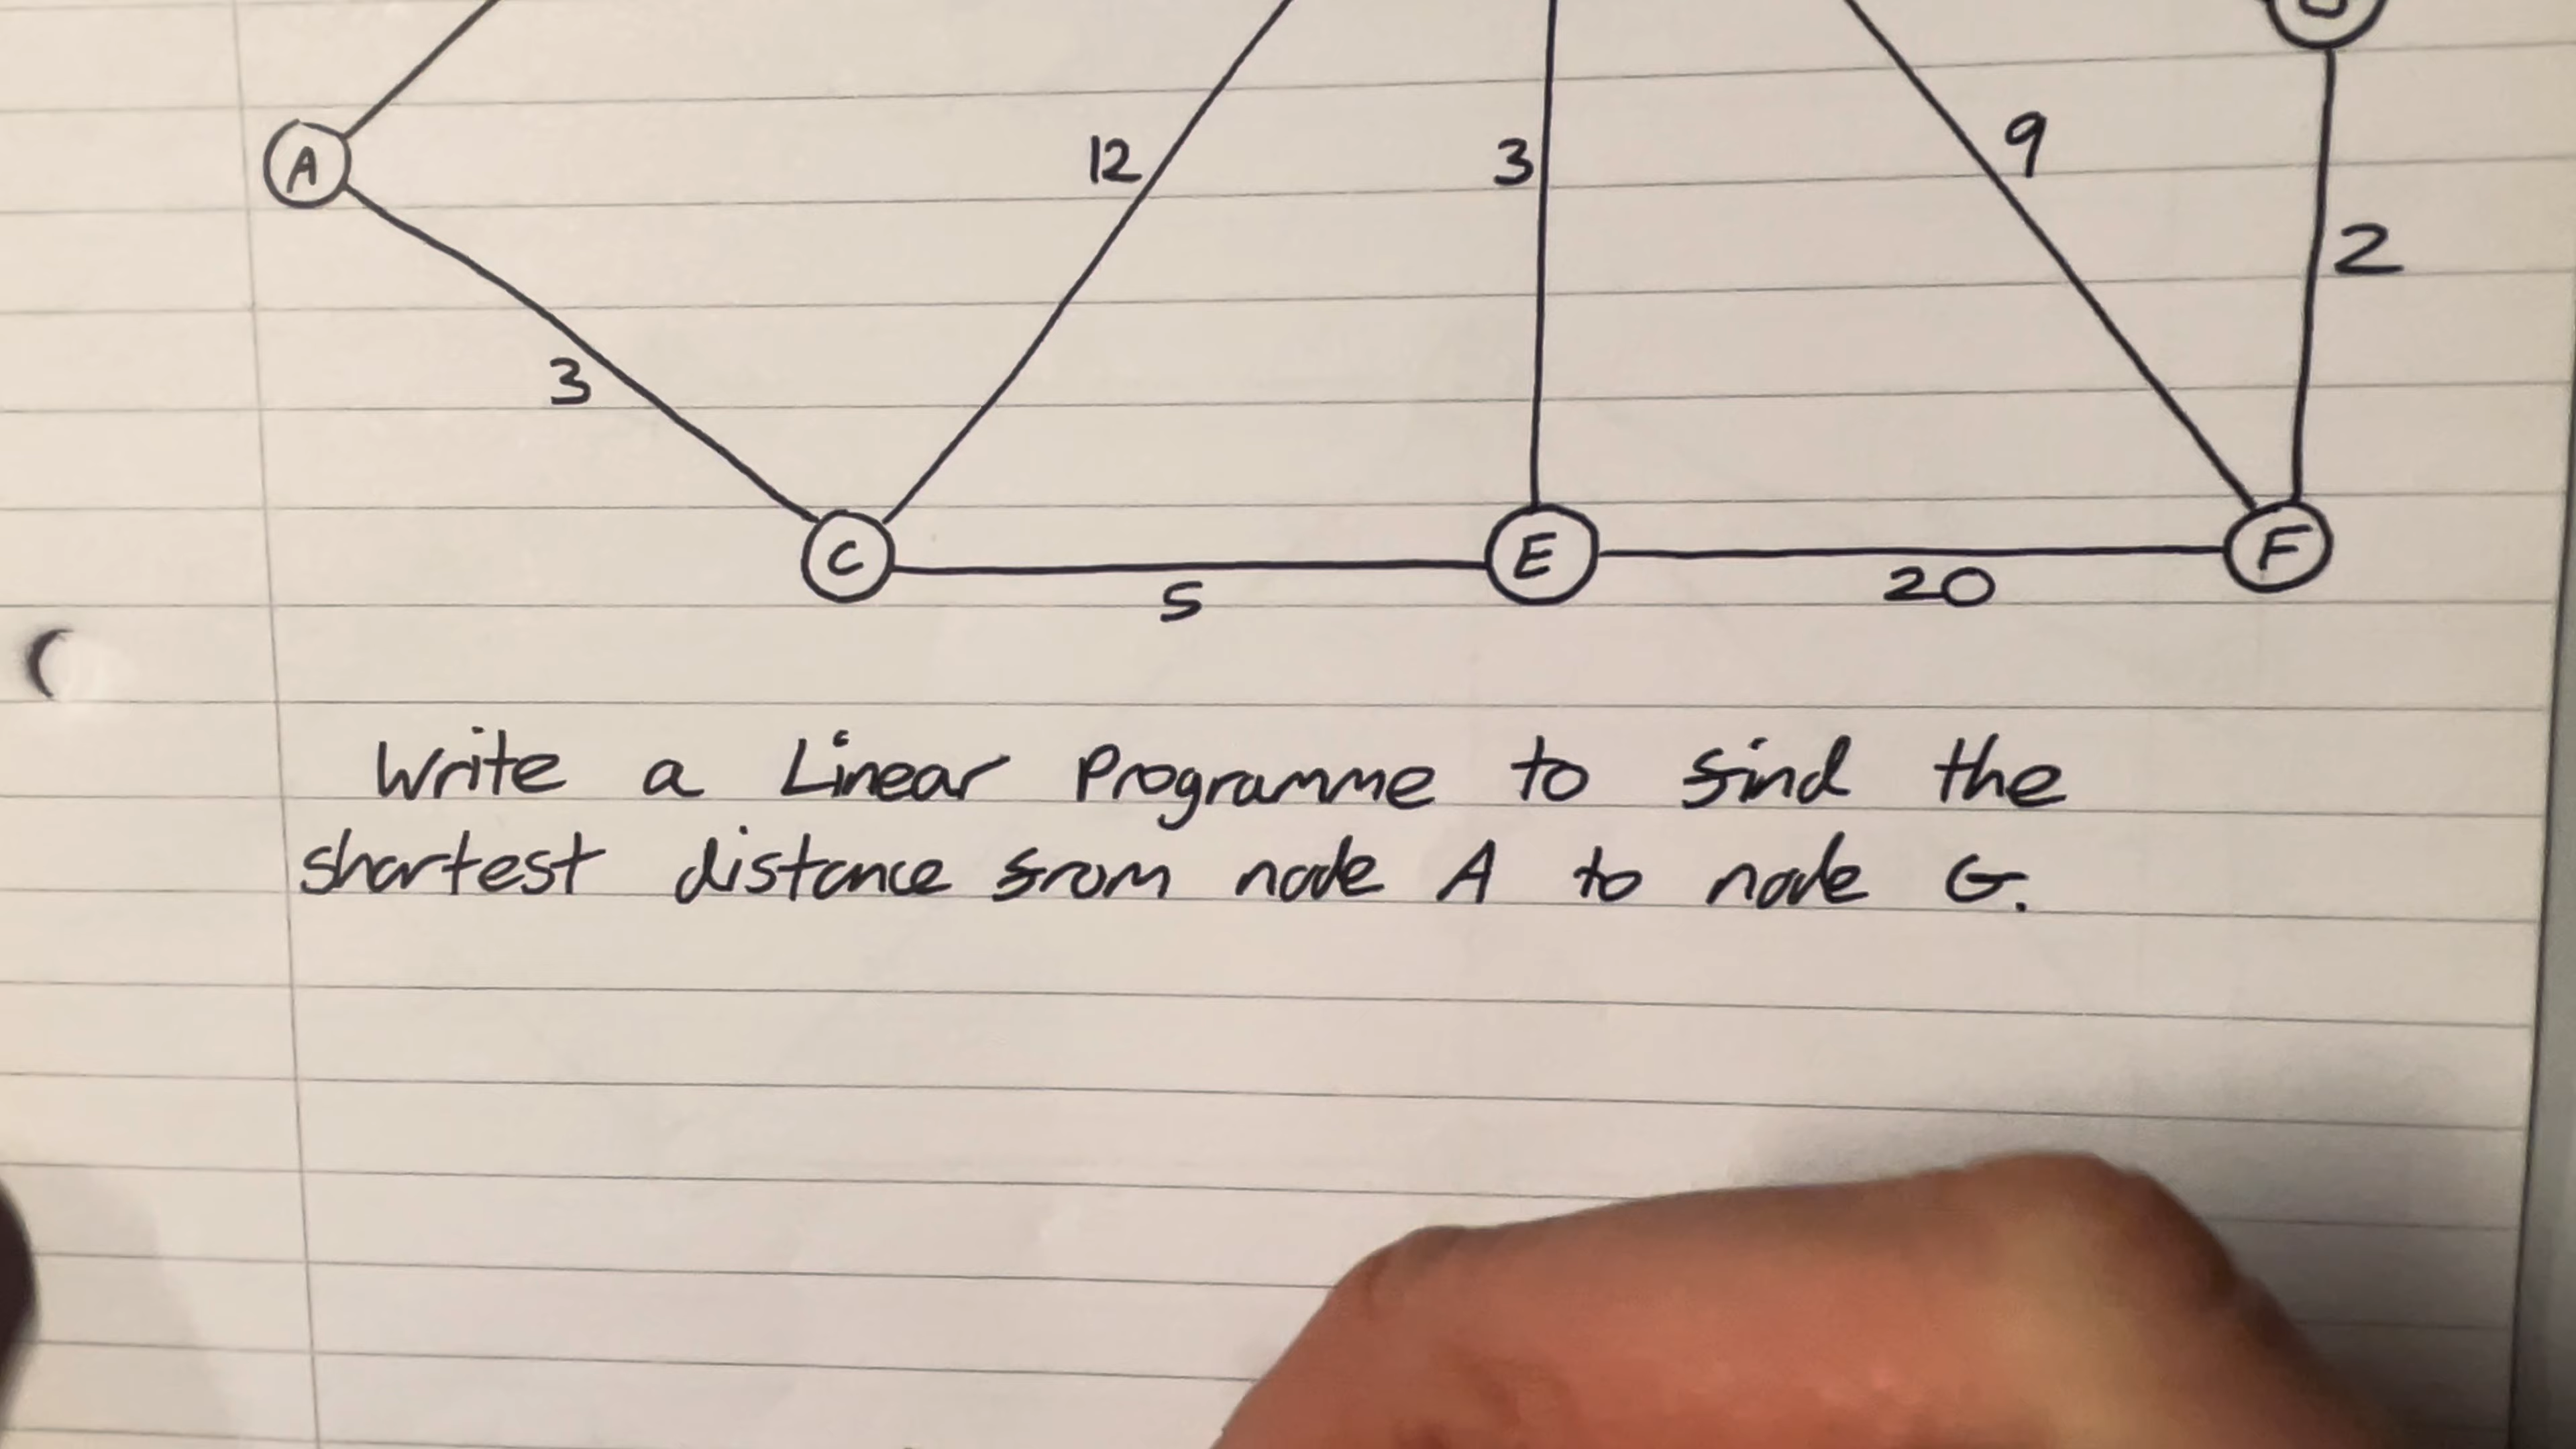 A
12
3
9
2
3
C
E
F
5
20
Write a Linear Programme to find the
shortest distance from node A to node G.